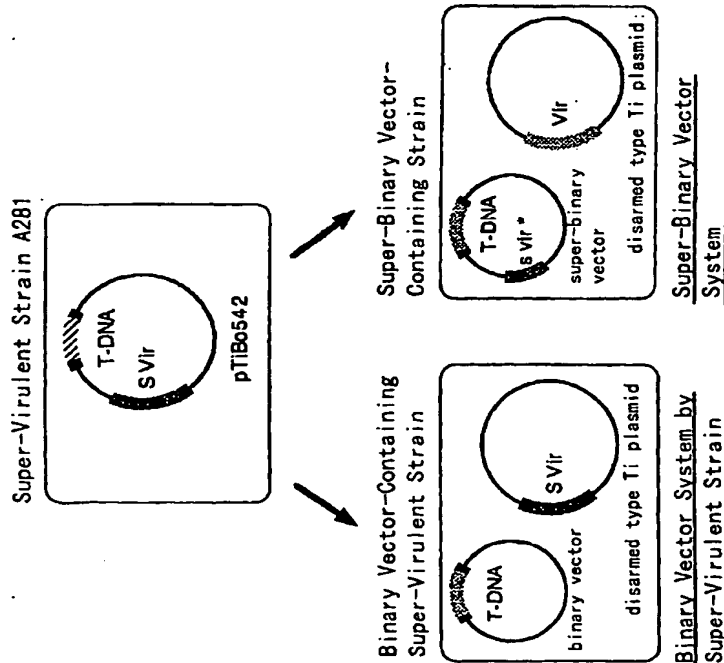 Super-Virulent Strain A281
T-DNA
S Vir
pTiBo542
Binary Vector-Containing
Super-Virulent Strain
T-DNA
binary vector
S Vir
disarmed type Ti plasmid
Binary Vector System by
Super-Virulent Strain
Super-Binary Vector-
Containing Strain
T-DNA
s vir*
super-binary
vector
Vir
disarmed type Ti plasmid:
Super-Binary Vector
System